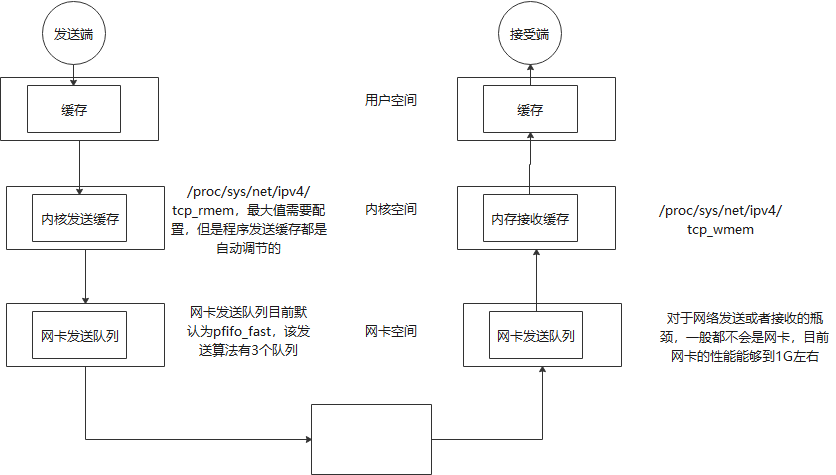 发送端
接受端
缓存
用户空间
缓存
内核发送缓存
/proc/sys/net/ipv4/
tcp_rmem，最大值需要配
置，但是程序发送缓存都是
自动调节的
内核空间
内存接收缓存
/proc/sys/net/ipv4/
tcp_wmem
网卡发送队列
网卡发送队列目前默
认为pfifo_fast，该发
送算法有3个队列
网卡空间
网卡发送队列
对于网络发送或者接收的瓶
颈，一般都不会是网卡，目前
网卡的性能能够到1G左右